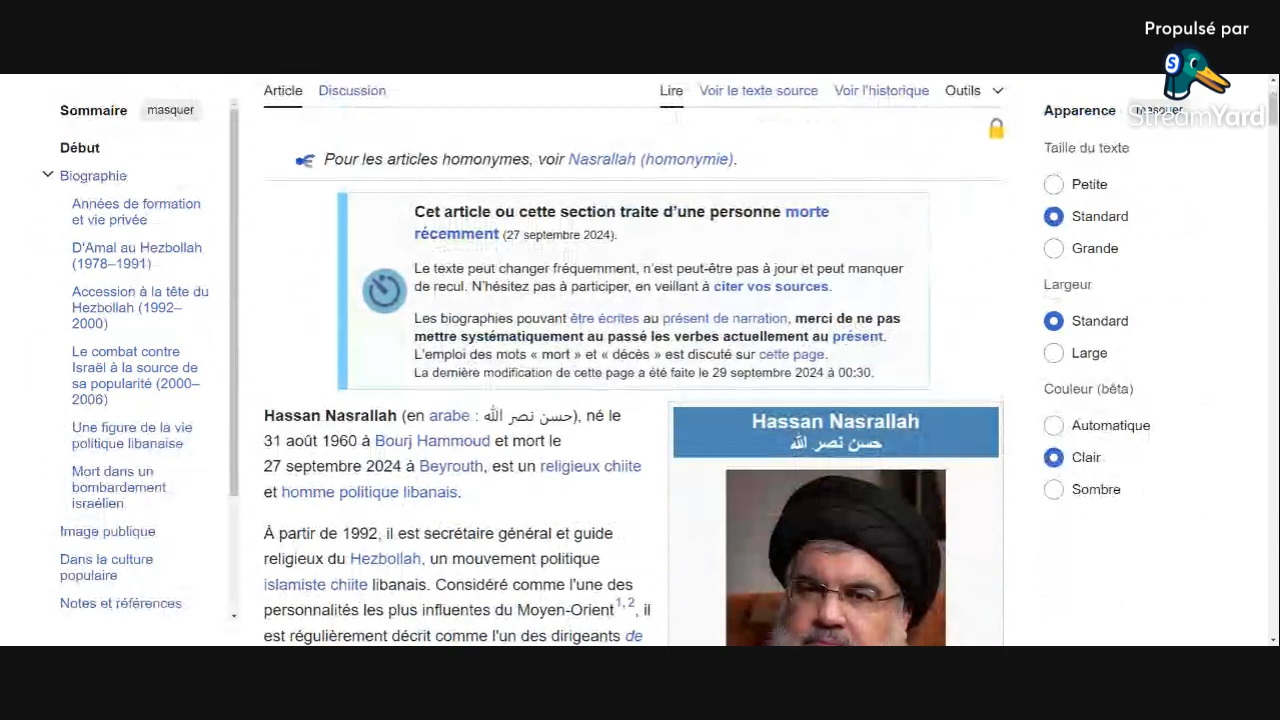 Propulsé par
StreamYard
Article Discussion Lire Voir le texte source Voir l'historique Outils
Sommaire masquer
Début
Biographie
Années de formation
et vie privée
D'Amal au Hezbollah
(1978–1991)
Accession à la tête du
Hezbollah (1992–
2000)
Le combat contre
Israël à la source de
sa popularité (2000–
2006)
Une figure de la vie
politique libanaise
Mort dans un
bombardement
israélien
Image publique
Dans la culture
populaire
Notes et références
Pour les articles homonymes, voir Nasrallah (homonymie).
Cet article ou cette section traite d’une personne morte
récemment (27 septembre 2024).
Le texte peut changer fréquemment, n’est peut-être pas à jour et peut manquer
de recul. N’hésitez pas à participer, en veillant à citer vos sources.
Les biographies pouvant être écrites au présent de narration, merci de ne pas
mettre systématiquement au passé les verbes actuellement au présent.
L'emploi des mots « mort » et « décès » est discuté sur cette page.
La dernière modification de cette page a été faite le 29 septembre 2024 à 00:30.
Hassan Nasrallah (en arabe : حسن نصر الله), né le
31 août 1960 à Bourj Hammoud et mort le
27 septembre 2024 à Beyrouth, est un religieux chiite
et homme politique libanais.
À partir de 1992, il est secrétaire général et guide
religieux du Hezbollah, un mouvement politique
islamiste chiite libanais. Considéré comme l'une des
personnalités les plus influentes du Moyen-Orient1, 2, il
est régulièrement décrit comme l'un des dirigeants de
Hassan Nasrallah
حسن نصر الله
Apparence masquer
Taille du texte
Petite
Standard
Grande
Largeur
Standard
Large
Couleur (bêta)
Automatique
Clair
Sombre